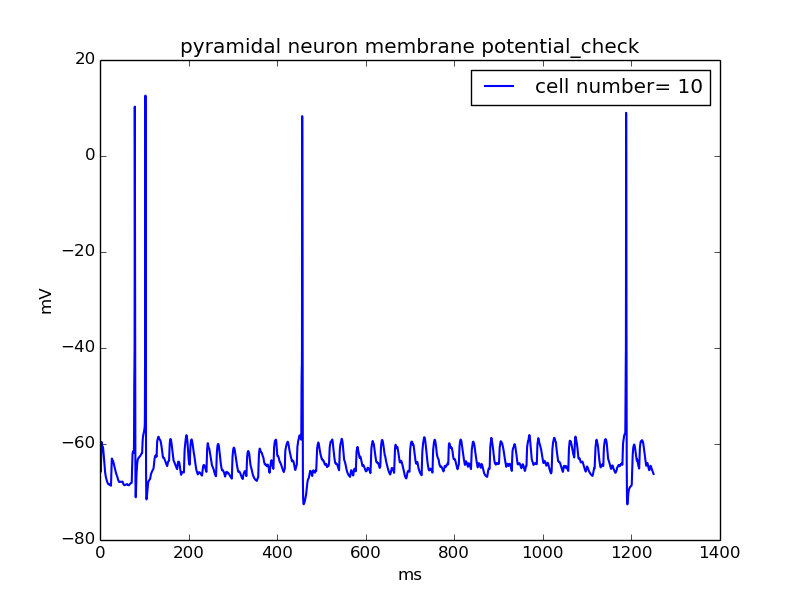 pyramidal neuron membrane potential_check
cell number= 10
20
0
−20
−40
−60
−80
mV
0 200 400 600 800 1000 1200 1400
ms